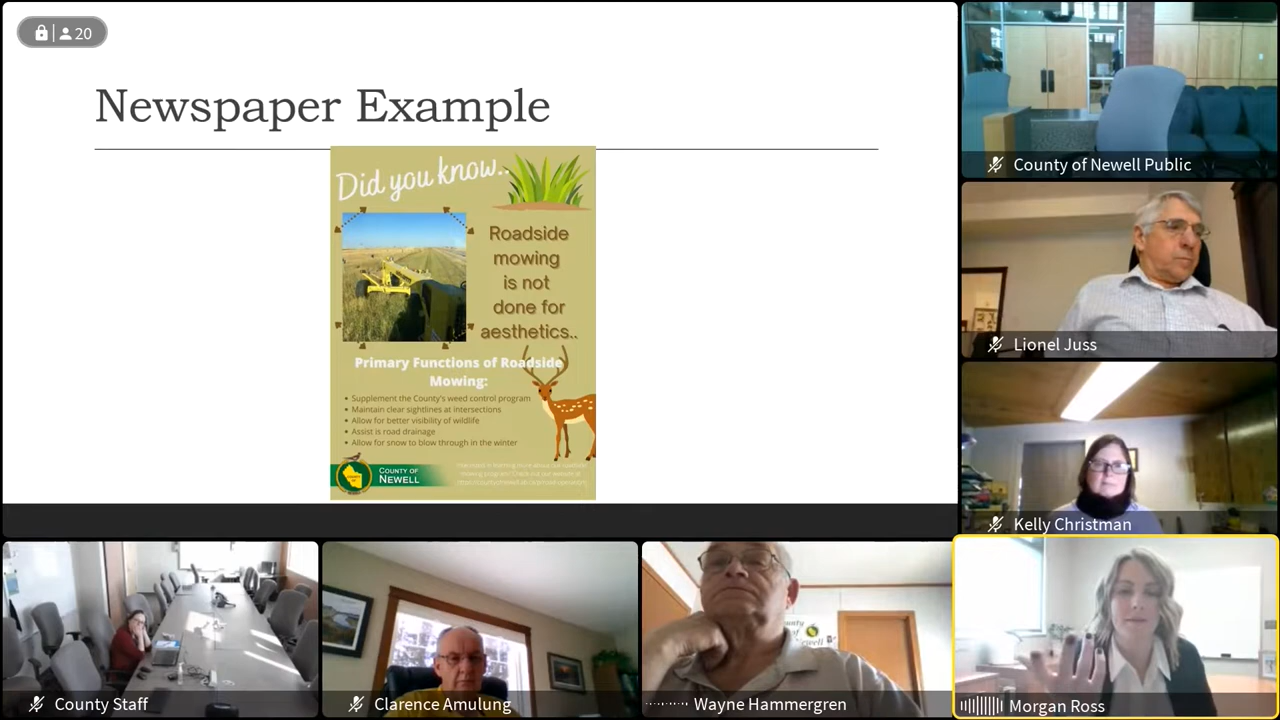 20
Newspaper Example
Did you know..
Roadside
mowing
is not
done for
aesthetics..
Primary Functions of Roadside
Mowing:
Supplement the County's weed control program
Maintain clear sightlines at intersections
Allow for better visibility of wildlife
Assist is road drainage
Allow for snow to blow through in the winter
COUNTY OF
NEWELL
County of Newell Public
Lionel Juss
Kelly Christman
County Staff
Clarence Amulung
Wayne Hammergren
Morgan Ross